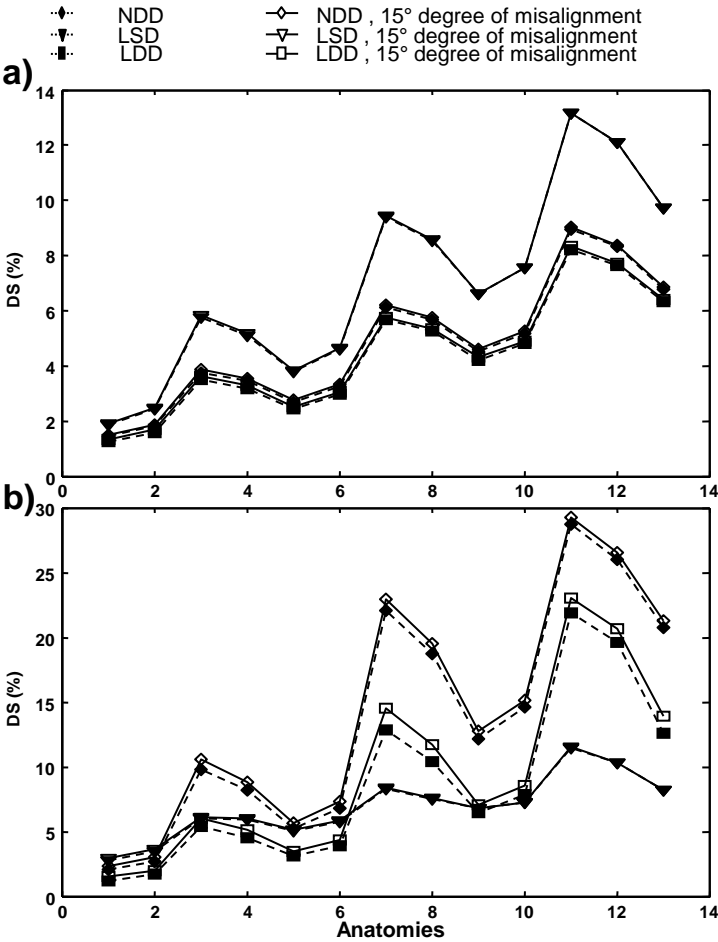 NDD NDD , 15° degree of misalignment
LSD LSD , 15° degree of misalignment
LDD LDD , 15° degree of misalignment
a)
14
12
10
8
6
4
2
0
DS (%)
0 2 4 6 8 10 12 14
b)
30
25
20
15
10
5
0
DS (%)
0 2 4 6 8 10 12 14
Anatomies